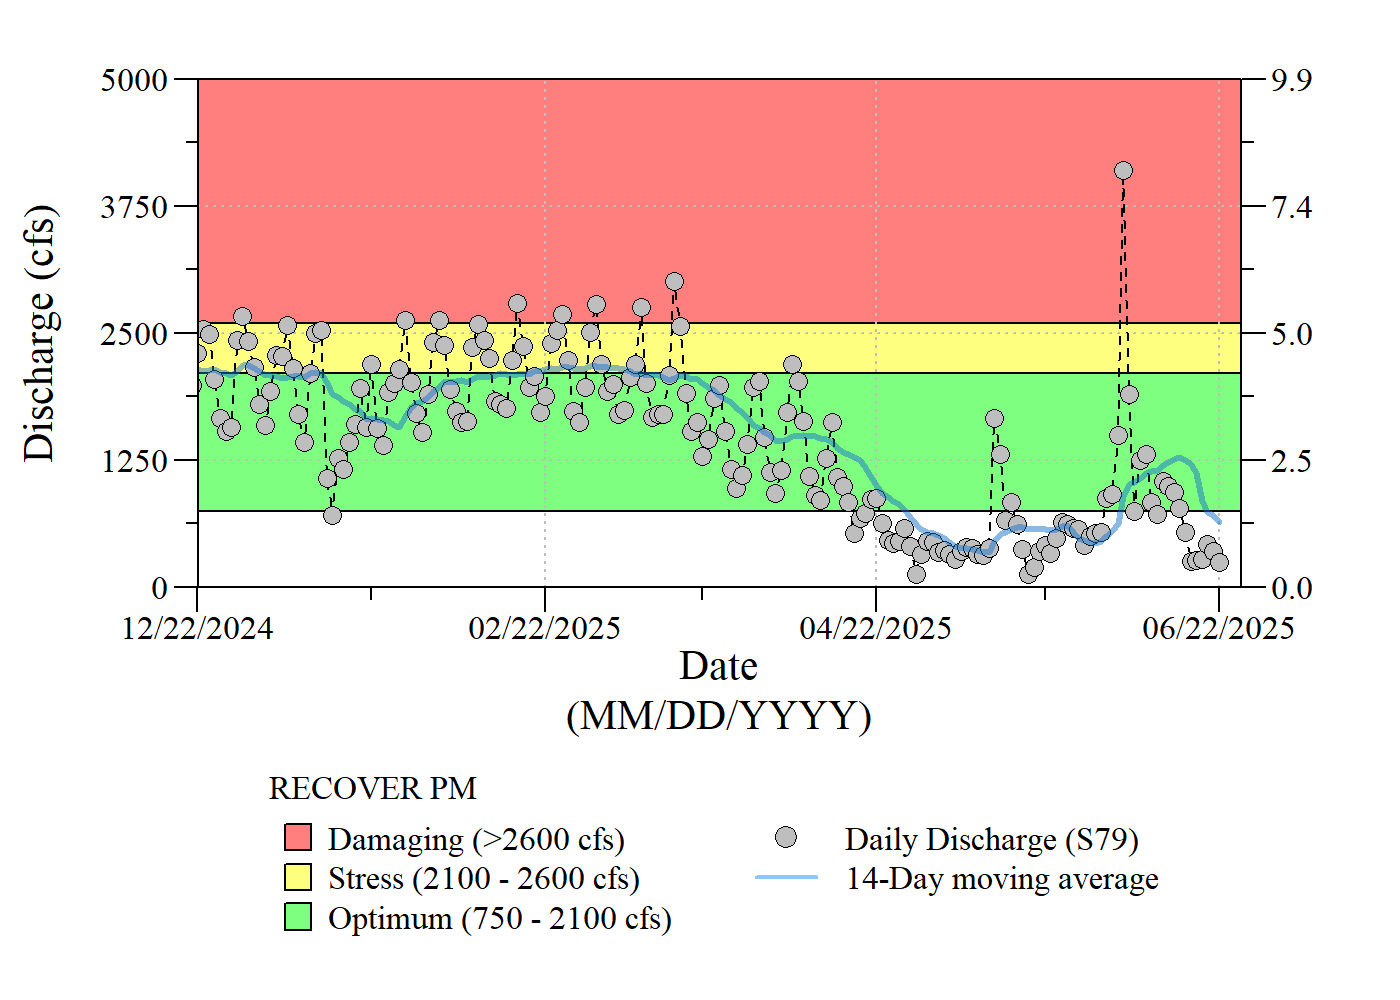 5000
3750
2500
1250
0
Discharge (cfs)
9.9
7.4
5.0
2.5
0.0
12/22/2024
02/22/2025
04/22/2025
06/22/2025
Date
(MM/DD/YYYY)
RECOVER PM
Damaging (>2600 cfs)
Stress (2100 - 2600 cfs)
Optimum (750 - 2100 cfs)
Daily Discharge (S79)
14-Day moving average